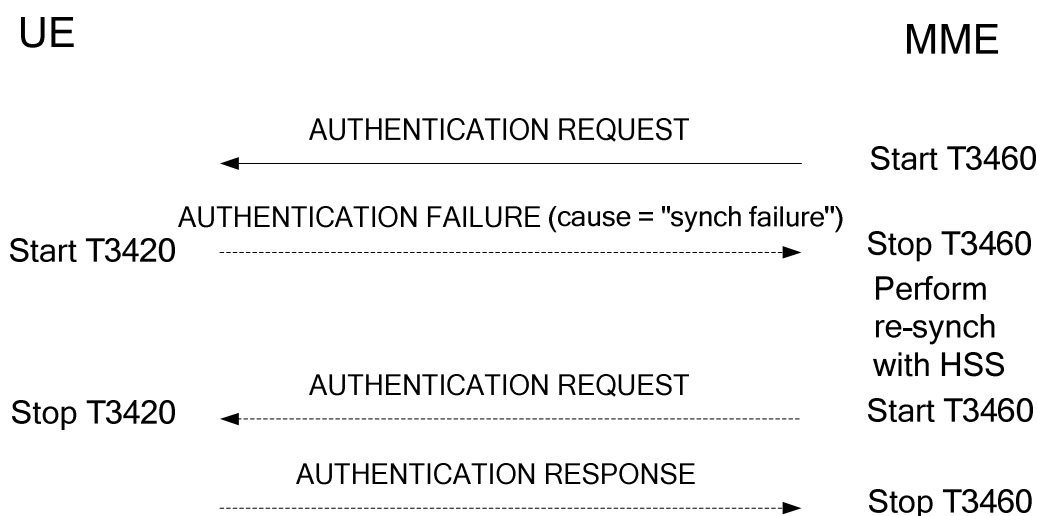 UE
MME
AUTHENTICATION REQUEST
Start T3460
AUTHENTICATION FAILURE (cause = "synch failure")
Start T3420
Stop T3460
Perform
re-synch
with HSS
AUTHENTICATION REQUEST
Stop T3420
Start T3460
AUTHENTICATION RESPONSE
Stop T3460